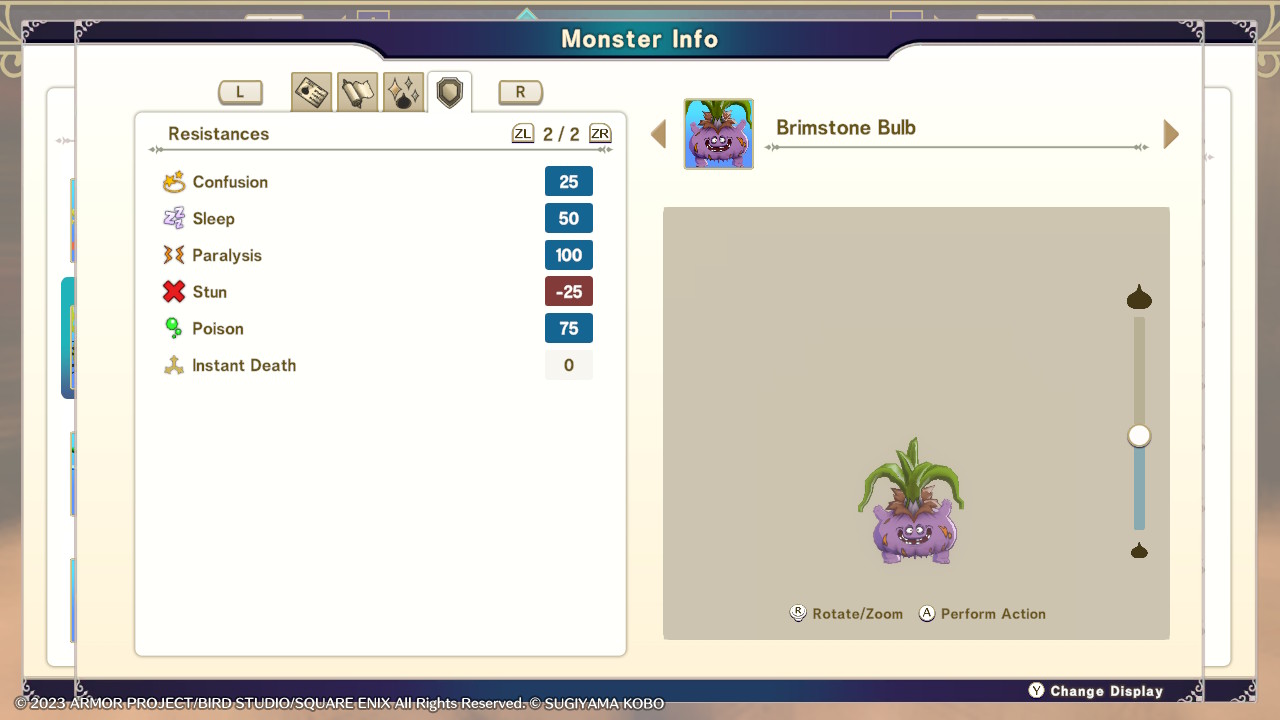 Monster Info
L
R
Resistances
ZL 2 / 2 ZR
Confusion 25
Sleep 50
Paralysis 100
Stun -25
Poison 75
Instant Death 0
Brimstone Bulb
R Rotate/Zoom A Perform Action
Y Change Display
© 2023 ARMOR PROJECT/BIRD STUDIO/SQUARE ENIX All Rights Reserved. © SUGIYAMA KOBO